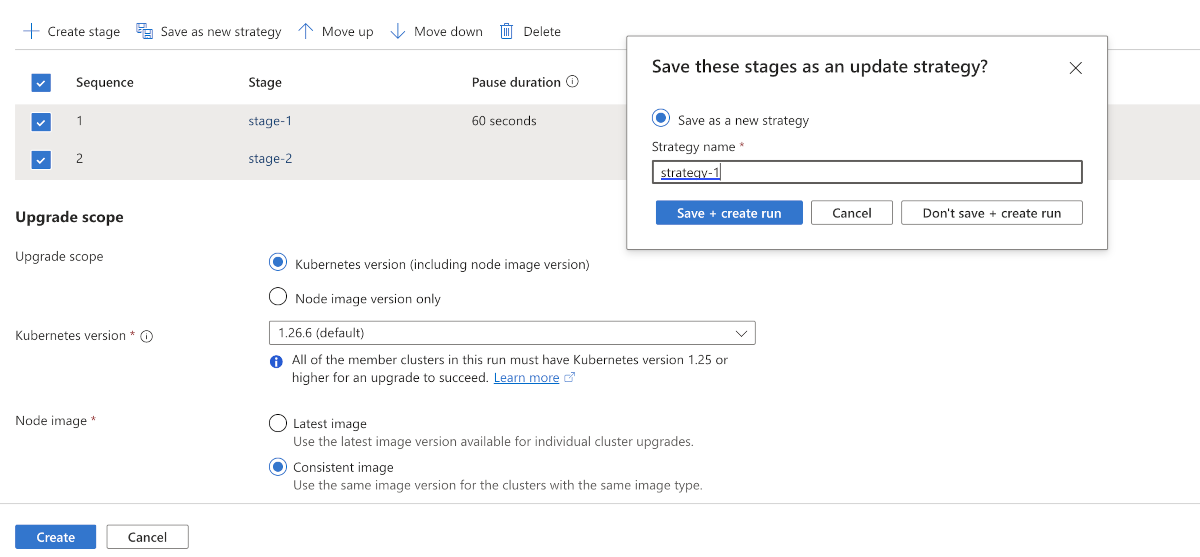 Create stage Save as new strategy Move up Move down Delete
Sequence Stage Pause duration
1 stage-1 60 seconds
2 stage-2
Save these stages as an update strategy?
Save as a new strategy
Strategy name *
strategy-1
Save + create run Cancel Don't save + create run
Upgrade scope
Upgrade scope
Kubernetes version (including node image version)
Node image version only
Kubernetes version *
1.26.6 (default)
All of the member clusters in this run must have Kubernetes version 1.25 or
higher for an upgrade to succeed. Learn more
Node image *
Latest image
Use the latest image version available for individual cluster upgrades.
Consistent image
Use the same image version for the clusters with the same image type.
Create Cancel